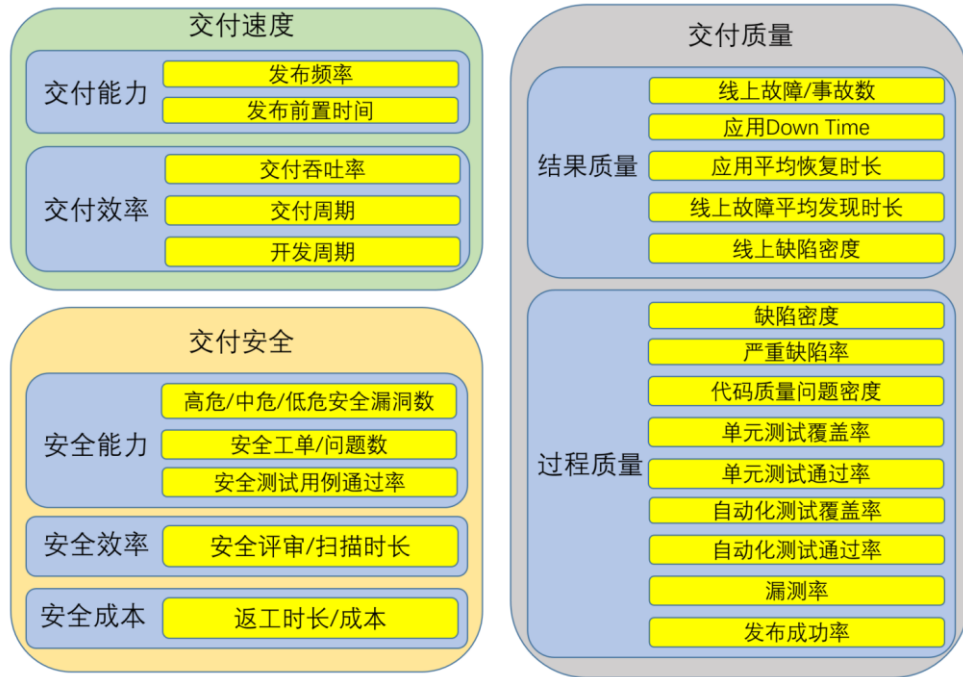 交付速度
交付能力
发布频率
发布前置时间
交付效率
交付吞吐率
交付周期
开发周期
交付安全
安全能力
高危/中危/低危安全漏洞数
安全工单/问题数
安全测试用例通过率
安全效率
安全评审/扫描时长
安全成本
返工时长/成本
交付质量
结果质量
线上故障/事故数
应用Down Time
应用平均恢复时长
线上故障平均发现时长
线上缺陷密度
过程质量
缺陷密度
严重缺陷率
代码质量问题密度
单元测试覆盖率
单元测试通过率
自动化测试覆盖率
自动化测试通过率
漏测率
发布成功率